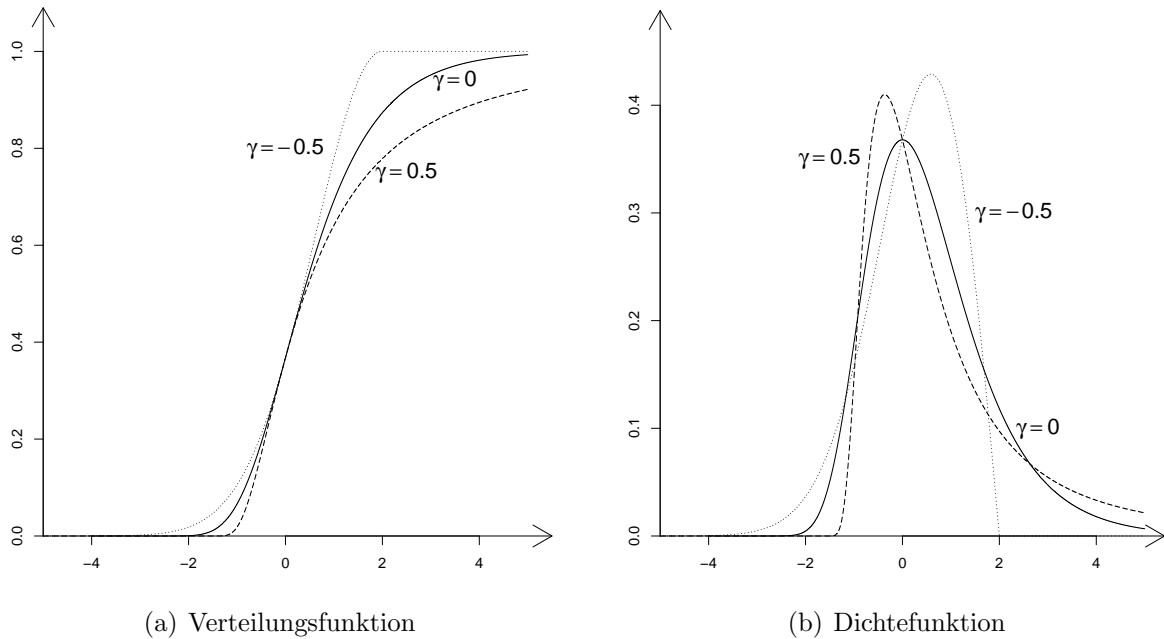 1.0
0.8
0.6
0.4
0.2
0.0
γ=0
γ=−0.5
γ=0.5
−4 −2 0 2 4
(a) Verteilungsfunktion
0.4
0.3
0.2
0.1
0.0
γ=0.5
γ=−0.5
γ=0
−4 −2 0 2 4
(b) Dichtefunktion